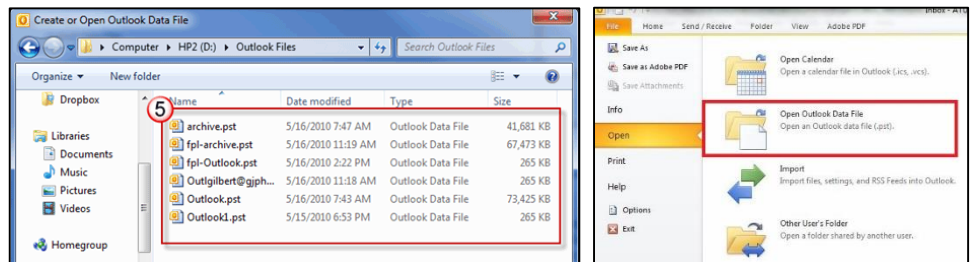 Create or Open Outlook Data File
Computer HP2 (D:) Outlook Files Search Outlook Files
Organize New folder
5
Dropbox
Libraries
Documents
Music
Pictures
Videos
Homegroup
Name Date modified Type Size
archive.pst 5/16/2010 7:47 AM Outlook Data File 41,681 KB
fpl-archive.pst 5/16/2010 11:19 AM Outlook Data File 67,473 KB
fpl-Outlook.pst 5/16/2010 2:22 PM Outlook Data File 265 KB
Outlgilbert@gjph... 5/16/2010 11:18 AM Outlook Data File 265 KB
Outlook.pst 5/16/2010 7:43 AM Outlook Data File 73,425 KB
Outlook1.pst 5/15/2010 6:53 PM Outlook Data File 265 KB
File Home Send / Receive Folder View Adobe PDF
Save As
Save as Adobe PDF
Save Attachments
Info
Open
Print
Help
Options
Exit
Open Calendar
Open a calendar file in Outlook (.ics, .vcs).
Open Outlook Data File
Open an Outlook data file (.pst).
Import
Import files, settings, and RSS Feeds into Outlook.
Other User's Folder
Open a folder shared by another user.